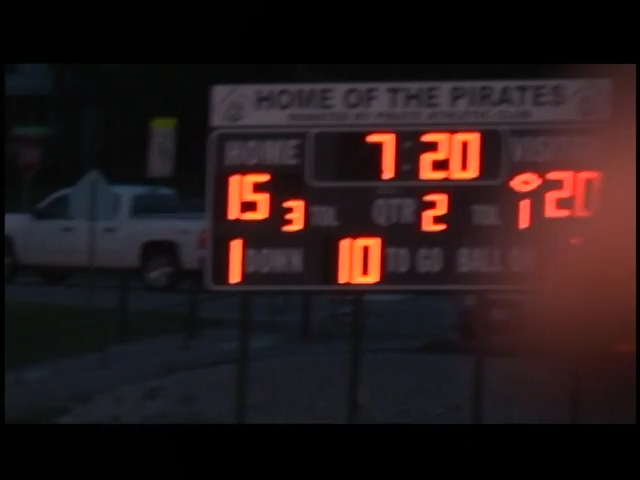 HOME OF THE PIRATES
HOME 7:20
15 3 TOL QTR 2 TOL 1 20
1 DOWN 10 TO GO BALL ON